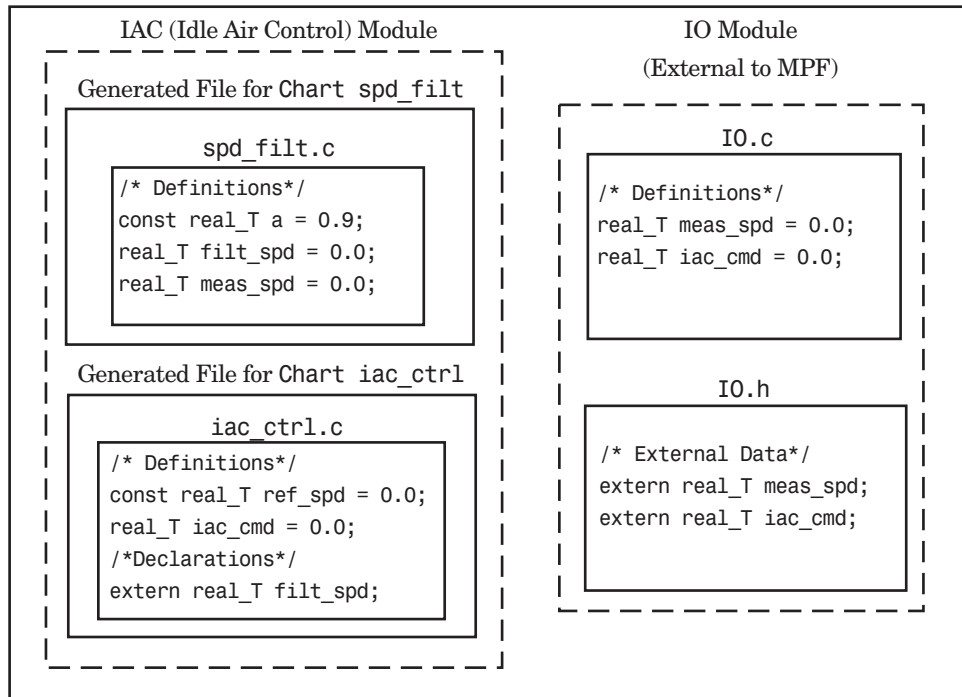 IAC (Idle Air Control) Module
Generated File for Chart spd_filt
spd_filt.c
/* Definitions*/
const real_T a = 0.9;
real_T filt_spd = 0.0;
real_T meas_spd = 0.0;
Generated File for Chart iac_ctrl
iac_ctrl.c
/* Definitions*/
const real_T ref_spd = 0.0;
real_T iac_cmd = 0.0;
/*Declarations*/
extern real_T filt_spd;
IO Module
(External to MPF)
IO.c
/* Definitions*/
real_T meas_spd = 0.0;
real_T iac_cmd = 0.0;
IO.h
/* External Data*/
extern real_T meas_spd;
extern real_T iac_cmd;